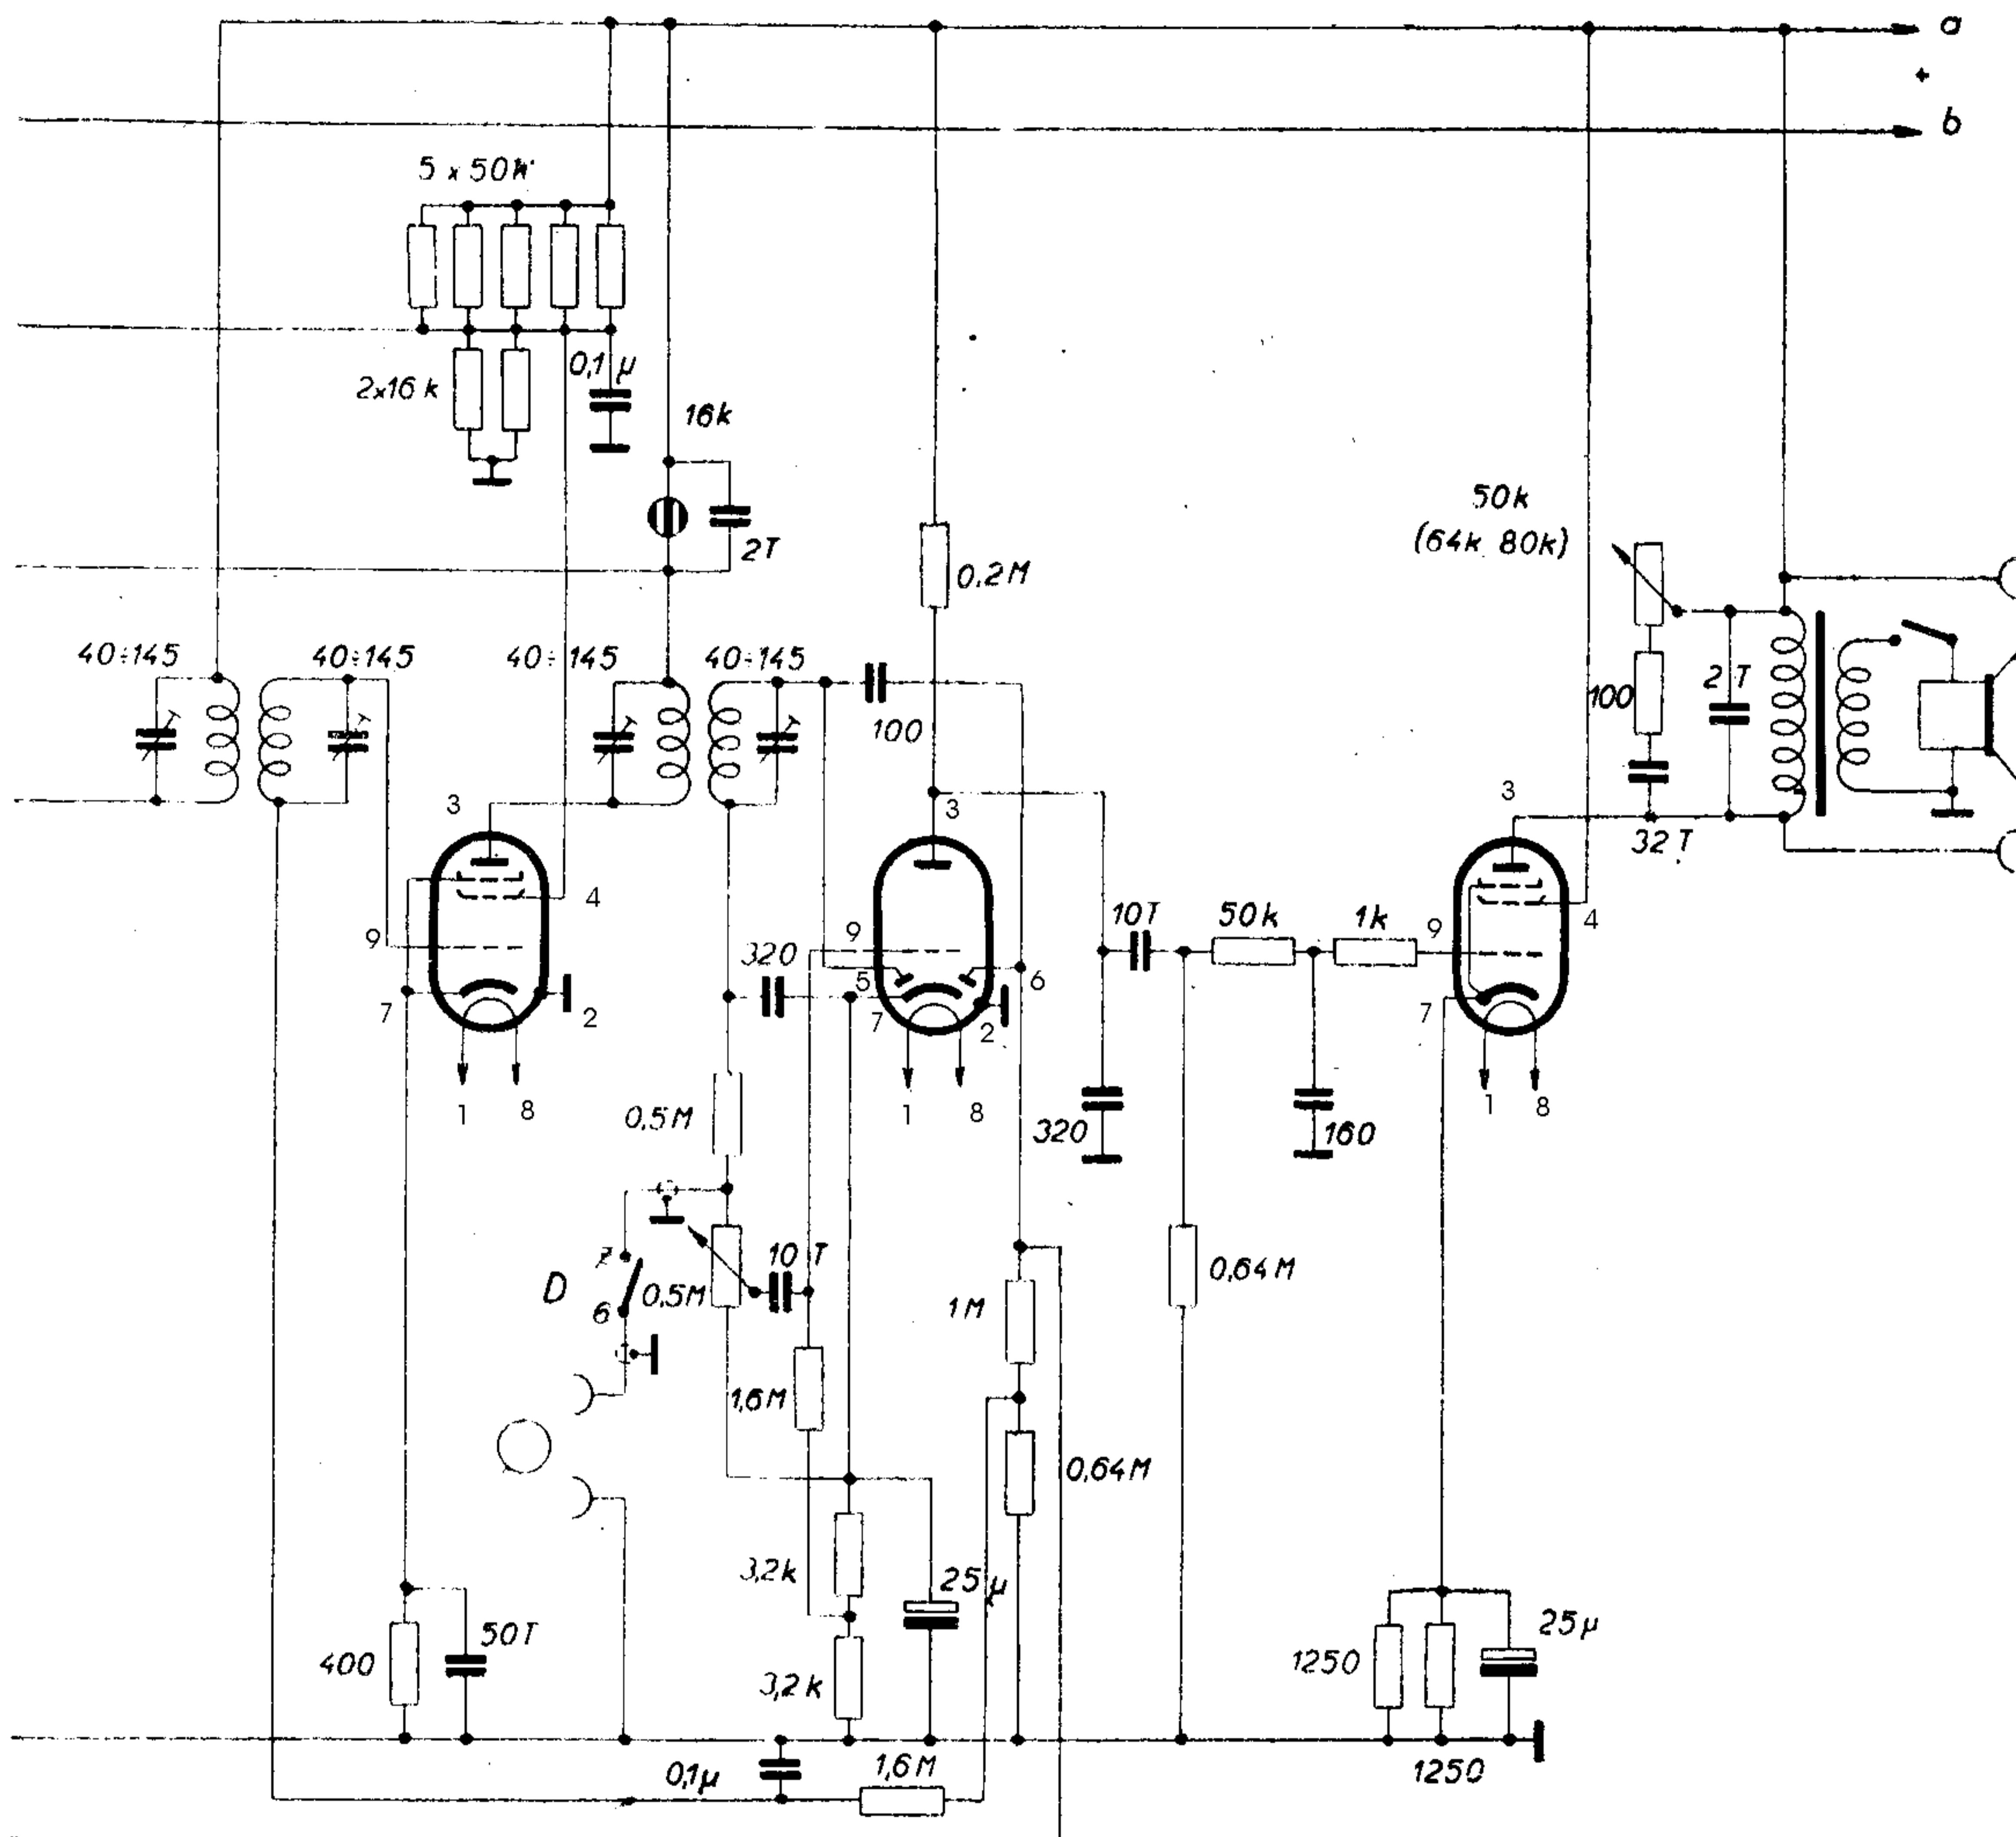 a
+
b
5 x 50k
2x16 k
0,1 µ
16k
2T
0,2M
50k
(64k 80k)
40÷145
40÷145
40÷145
40÷145
100
100
2 T
32 T
3
4
9
7
2
1
8
3
9
5
6
7
2
1
8
320
10T
50k
1k
3
9
4
7
1
8
320
160
0,5M
D
7
6
0,5M
10 T
1M
0,64M
1,6M
0,64M
3,2k
25 µ
3,2k
400
50T
1250
25µ
1250
0,1µ
1,6M